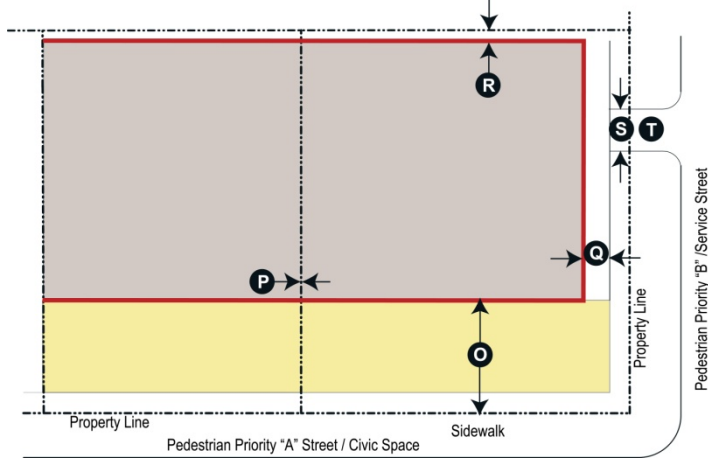 R
S T
Q
P
O
Property Line
Pedestrian Priority "B" /Service Street
Property Line
Sidewalk
Pedestrian Priority “A” Street / Civic Space